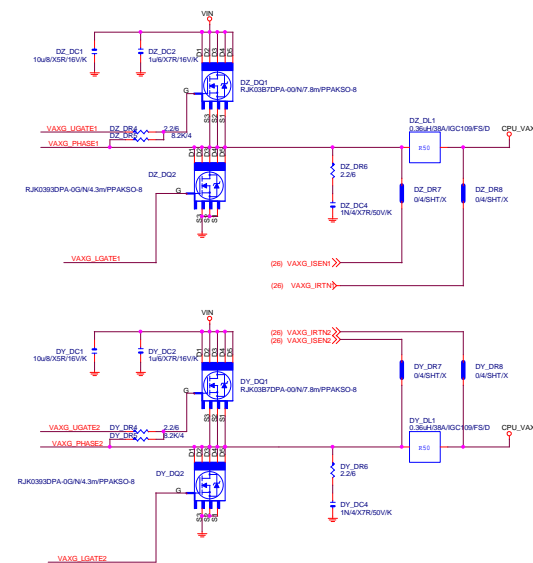 VIN
DZ_DC1
10u/8/X5R/16V/K
DZ_DC2
1u/6/X7R/16V/K
D1
D2
D3
D4
D5
G
DZ_DQ1
RJK03B7DPA-00/N/7.8m/PPAKSO-8
S3
S2
S1
VAXG_UGATE1
DZ_DR4
2.2/6
8.2K/4
VAXG_PHASE1
D1
D2
D3
D4
D5
DZ_DL1
0.36uH/38A/IGC109/FS/D
CPU_VAX
R50
DZ_DQ2
RJK0393DPA-0G/N/4.3m/PPAKSO-8
G
S3
S2
S1
DZ_DR6
2.2/6
DZ_DC4
1N/4/X7R/50V/K
DZ_DR7
0/4/SHT/X
DZ_DR8
0/4/SHT/X
VAXG_LGATE1
(26) VAXG_ISEN1
(26) VAXG_IRTN1
VIN
DY_DC1
10u/8/X5R/16V/K
DY_DC2
1u/6/X7R/16V/K
D1
D2
D3
D4
D5
G
DY_DQ1
RJK03B7DPA-00/N/7.8m/PPAKSO-8
S3
S2
S1
(26) VAXG_IRTN2
(26) VAXG_ISEN2
DY_DR7
0/4/SHT/X
DY_DR8
0/4/SHT/X
VAXG_UGATE2
DY_DR4
2.2/6
8.2K/4
VAXG_PHASE2
D1
D2
D3
D4
D5
DY_DL1
0.36uH/38A/IGC109/FS/D
CPU_VAX
R50
DY_DQ2
RJK0393DPA-0G/N/4.3m/PPAKSO-8
G
S3
S2
S1
DY_DR6
2.2/6
DY_DC4
1N/4/X7R/50V/K
VAXG_LGATE2